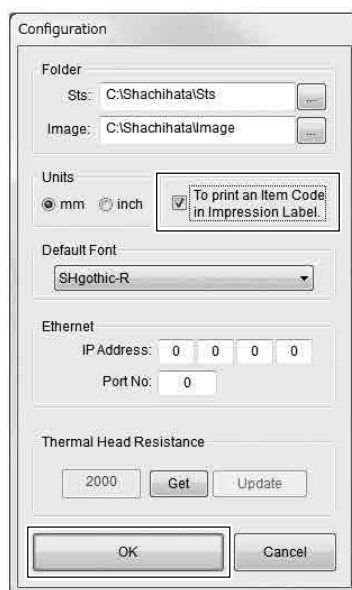 Configuration
Folder
Sts: C:\Shachihata\Sts ...
Image: C:\Shachihata\Image ...
Units
mm inch
To print an Item Code
in Impression Label.
Default Font
SHgothic-R
Ethernet
IP Address: 0 0 0 0
Port No: 0
Thermal Head Resistance
2000 Get Update
OK Cancel